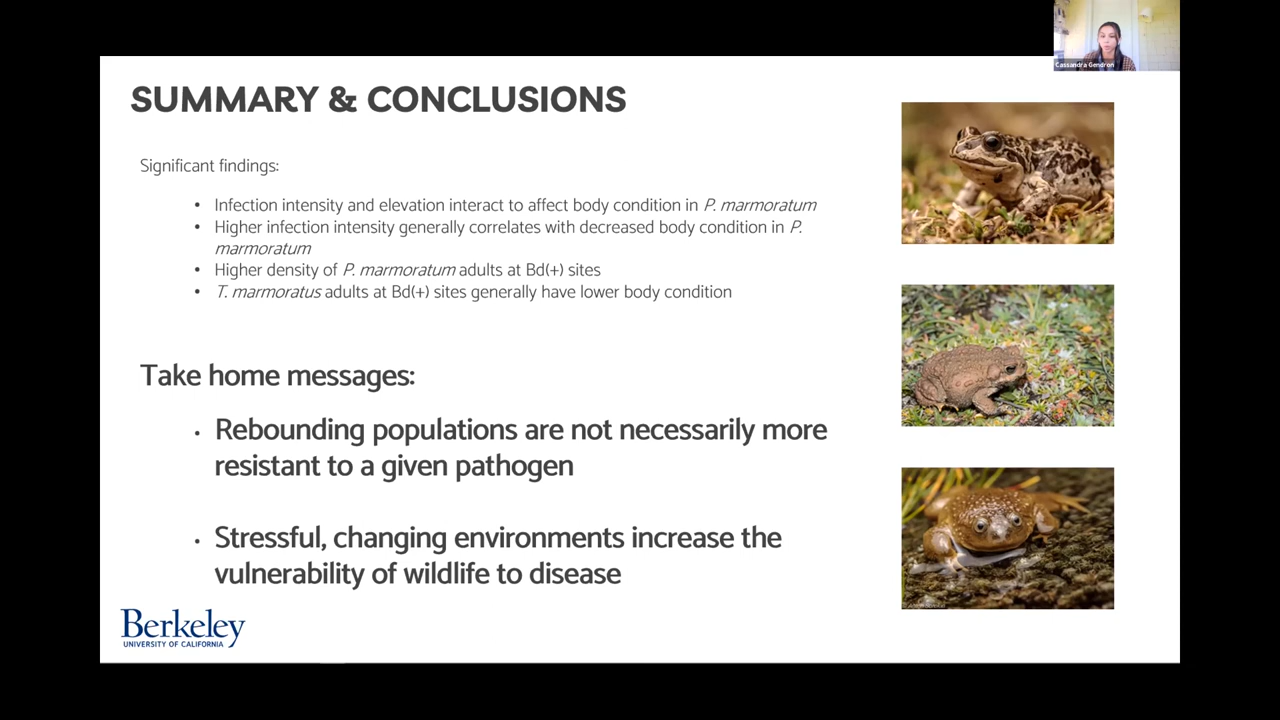 Cassandra Gendron
SUMMARY & CONCLUSIONS
Significant findings:
• Infection intensity and elevation interact to affect body condition in P. marmoratum
• Higher infection intensity generally correlates with decreased body condition in P.
marmoratum
• Higher density of P. marmoratum adults at Bd(+) sites
• T. marmoratus adults at Bd(+) sites generally have lower body condition
Take home messages:
• Rebounding populations are not necessarily more
resistant to a given pathogen
• Stressful, changing environments increase the
vulnerability of wildlife to disease
Berkeley
UNIVERSITY OF CALIFORNIA